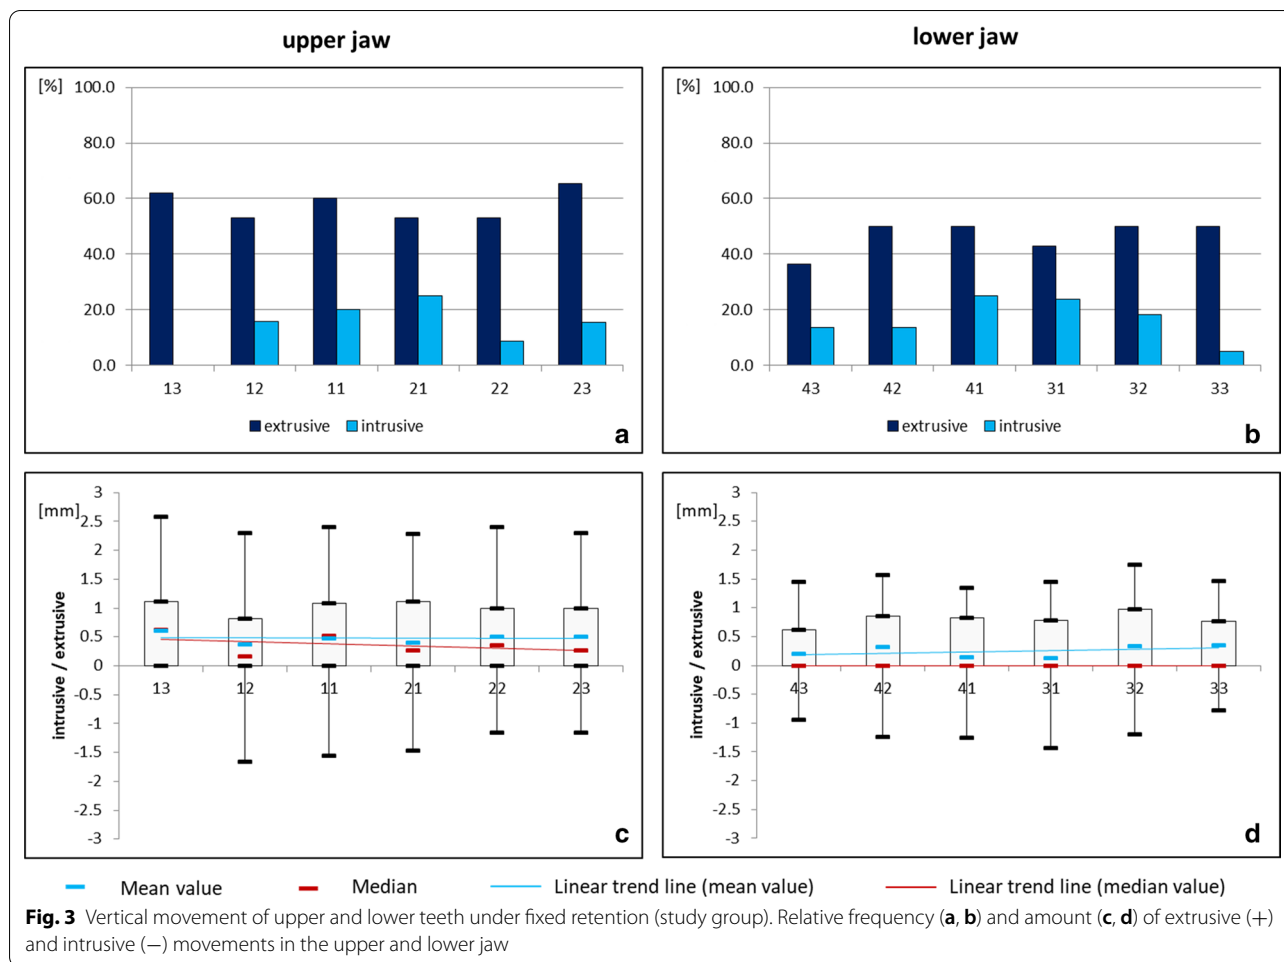 upper jaw
lower jaw
[%] 100.0
80.0
60.0
40.0
20.0
0.0
13 12 11 21 22 23
extrusive intrusive
a
[%] 100.0
80.0
60.0
40.0
20.0
0.0
43 42 41 31 32 33
extrusive intrusive
b
3
[mm] 2.5
2
1.5
1
0.5
0
-0.5
-1
-1.5
-2
-2.5
-3
intrusive / extrusive
13 12 11 21 22 23
c
3
[mm] 2.5
2
1.5
1
0.5
0
-0.5
-1
-1.5
-2
-2.5
-3
intrusive / extrusive
43 42 41 31 32 33
d
Mean value Median Linear trend line (mean value) Linear trend line (median value)
Fig. 3 Vertical movement of upper and lower teeth under fixed retention (study group). Relative frequency (a, b) and amount (c, d) of extrusive (+)
and intrusive (−) movements in the upper and lower jaw